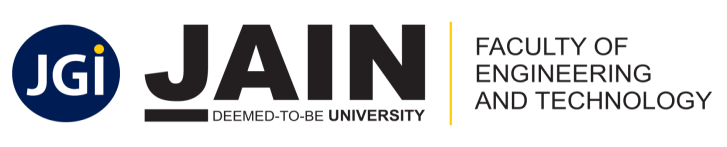 JGi
JAIN
DEEMED-TO-BE UNIVERSITY
FACULTY OF
ENGINEERING
AND TECHNOLOGY